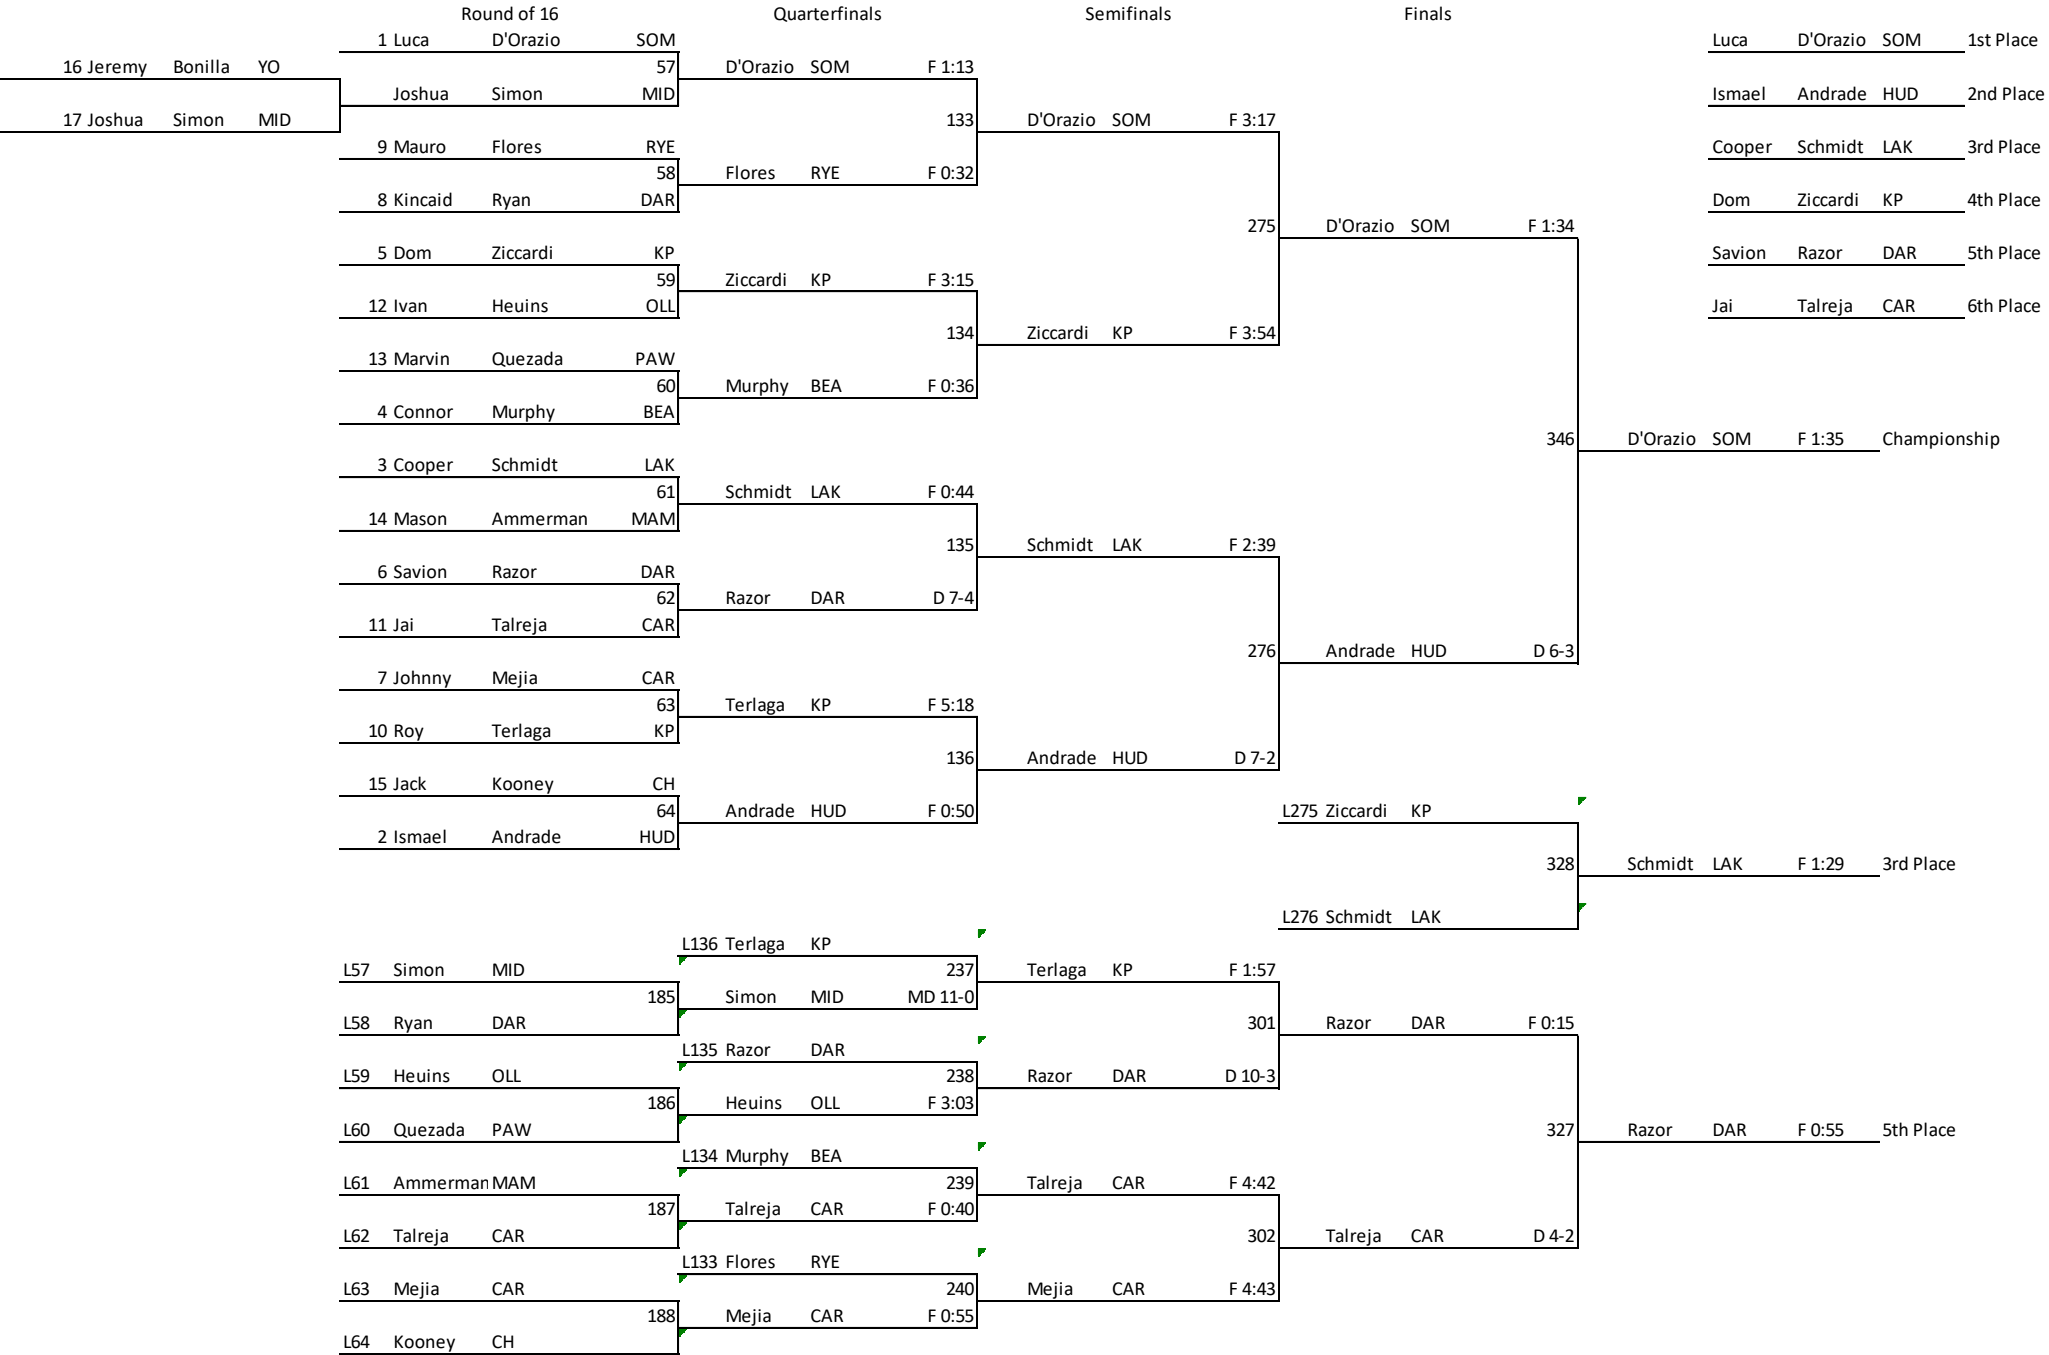 Round of 16 Quarterfinals Semifinals Finals
1 Luca D'Orazio SOM Luca D'Orazio SOM 1st Place
16 Jeremy Bonilla YO 57 D'Orazio SOM F 1:13
Joshua Simon MID Ismael Andrade HUD 2nd Place
17 Joshua Simon MID 133 D'Orazio SOM F 3:17
9 Mauro Flores RYE Cooper Schmidt LAK 3rd Place
58 Flores RYE F 0:32
8 Kincaid Ryan DAR Dom Ziccardi KP 4th Place
275 D'Orazio SOM F 1:34
5 Dom Ziccardi KP Savion Razor DAR 5th Place
59 Ziccardi KP F 3:15
12 Ivan Heuins OLL Jai Talreja CAR 6th Place
134 Ziccardi KP F 3:54
13 Marvin Quezada PAW
60 Murphy BEA F 0:36
4 Connor Murphy BEA
346 D'Orazio SOM F 1:35 Championship
3 Cooper Schmidt LAK
61 Schmidt LAK F 0:44
14 Mason Ammerman MAM
135 Schmidt LAK F 2:39
6 Savion Razor DAR
62 Razor DAR D 7-4
11 Jai Talreja CAR
276 Andrade HUD D 6-3
7 Johnny Mejia CAR
63 Terlaga KP F 5:18
10 Roy Terlaga KP
136 Andrade HUD D 7-2
15 Jack Kooney CH
64 Andrade HUD F 0:50 L275 Ziccardi KP
2 Ismael Andrade HUD
328 Schmidt LAK F 1:29 3rd Place
L276 Schmidt LAK
L136 Terlaga KP
L57 Simon MID 237 Terlaga KP F 1:57
185 Simon MID MD 11-0
L58 Ryan DAR 301 Razor DAR F 0:15
L135 Razor DAR
L59 Heuins OLL 238 Razor DAR D 10-3
186 Heuins OLL F 3:03
L60 Quezada PAW 327 Razor DAR F 0:55 5th Place
L134 Murphy BEA
L61 Ammerman MAM 239 Talreja CAR F 4:42
187 Talreja CAR F 0:40
L62 Talreja CAR 302 Talreja CAR D 4-2
L133 Flores RYE
L63 Mejia CAR 240 Mejia CAR F 4:43
188 Mejia CAR F 0:55
L64 Kooney CH